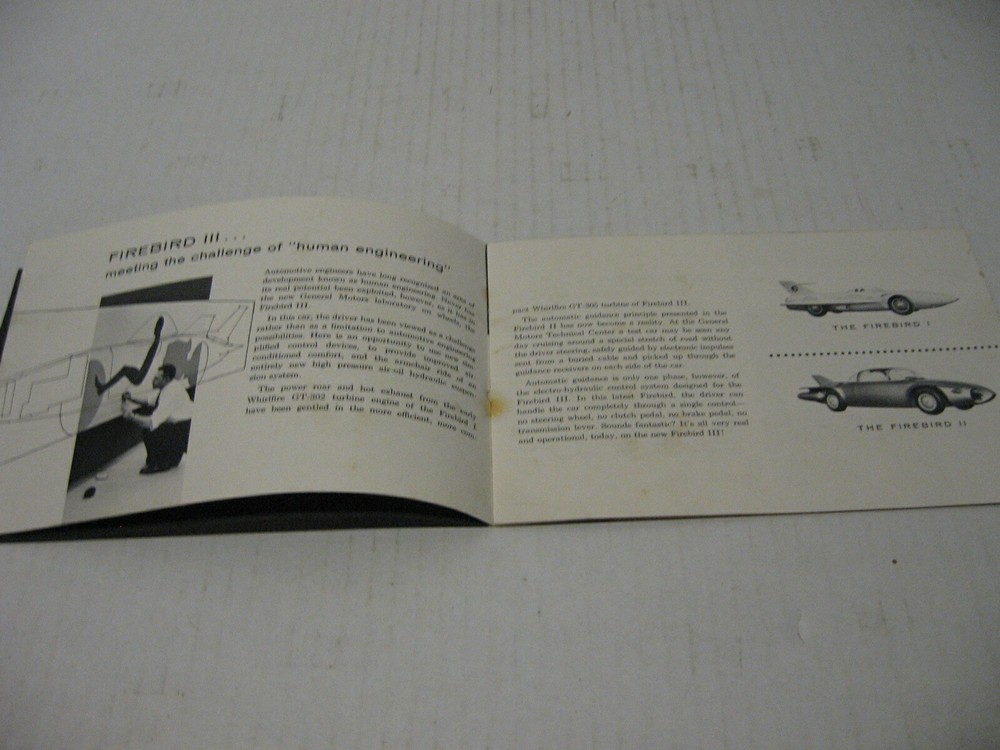 FIREBIRD III...
meeting the challenge of "human engineering"
Automotive engineers have long recognized an area of
development known as human engineering. Never has
its real potential been exploited, however, as it has in
the new General Motors laboratory on wheels, the
Firebird III.
In this car, the driver has been viewed as a challenge
rather than as a limitation to automotive engineering
possibilities. Here is an opportunity to use new sim-
plified control devices, to provide improved air
conditioned comfort, and the armchair ride of an
entirely new high pressure air-oil hydraulic suspen-
sion system.
The power roar and hot exhaust from the early
Whirlfire GT-302 turbine engine of the Firebird I
have been gentled in the more efficient, more com-
pact Whirlfire GT-305 turbine of Firebird III.
The automatic guidance principle presented in the
Firebird II has now become a reality. At the General
Motors Technical Center a test car may be seen any
day cruising around a special stretch of road without
the driver steering, safely guided by electronic impulses
sent from a buried cable and picked up through the
guidance receivers on each side of the car.
Automatic guidance is only one phase, however, of
the electro-hydraulic control system designed for the
Firebird III. In this latest Firebird, the driver can
handle the car completely through a single control—
no steering wheel, no clutch pedal, no brake pedal, no
transmission lever. Sounds fantastic? It's all very real
and operational, today, on the new Firebird III!
THE FIREBIRD I
THE FIREBIRD II